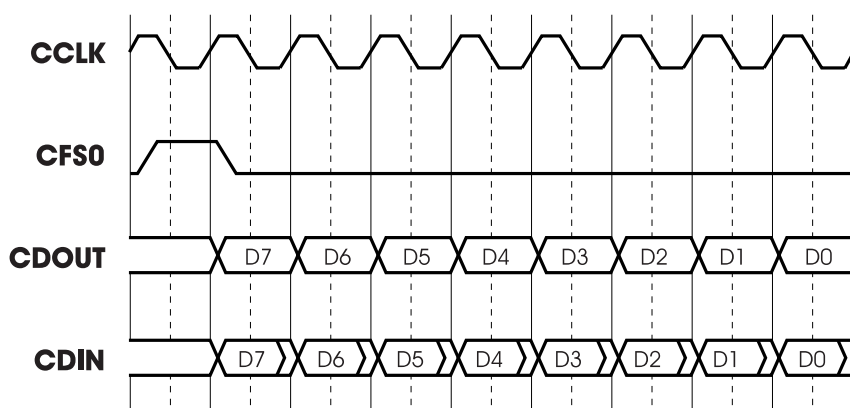 CCLK
CFS0
CDOUT D7 D6 D5 D4 D3 D2 D1 D0
CDIN D7 D6 D5 D4 D3 D2 D1 D0